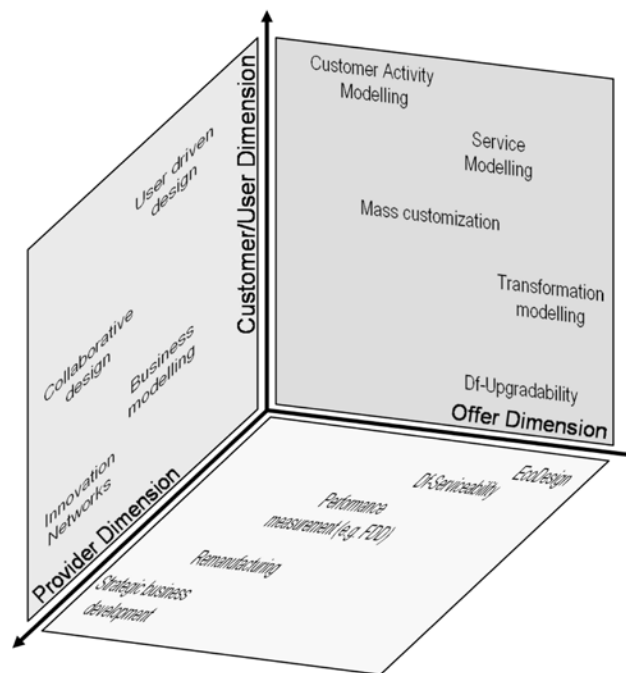 Customer Activity
Modelling
Service
Modelling
Mass customization
Transformation
modelling
Df-Upgradability
Offer Dimension
Customer/User Dimension
User driven
design
Collaborative
design
Business
modelling
Innovation
Networks
Provider Dimension
EcoDesign
Df-Serviceability
Performance
measurement (e.g. FDD)
Remanufacturing
Strategic business
development